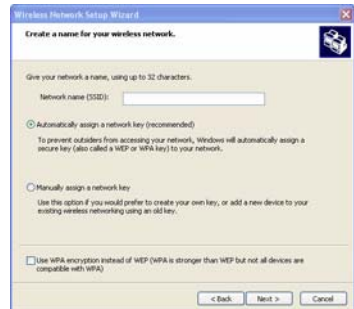 Wireless Network Setup Wizard
Create a name for your wireless network.
Give your network a name, using up to 32 characters.
Network name (SSID):
Automatically assign a network key (recommended)
To prevent outsiders from accessing your network, Windows will automatically assign a
secure key (also called a WEP or WPA key) to your network.
Manually assign a network key
Use this option if you would prefer to create your own key, or add a new device to your
existing wireless networking using an old key.
Use WPA encryption instead of WEP (WPA is stronger than WEP but not all devices are
compatible with WPA)
< Back
Next >
Cancel